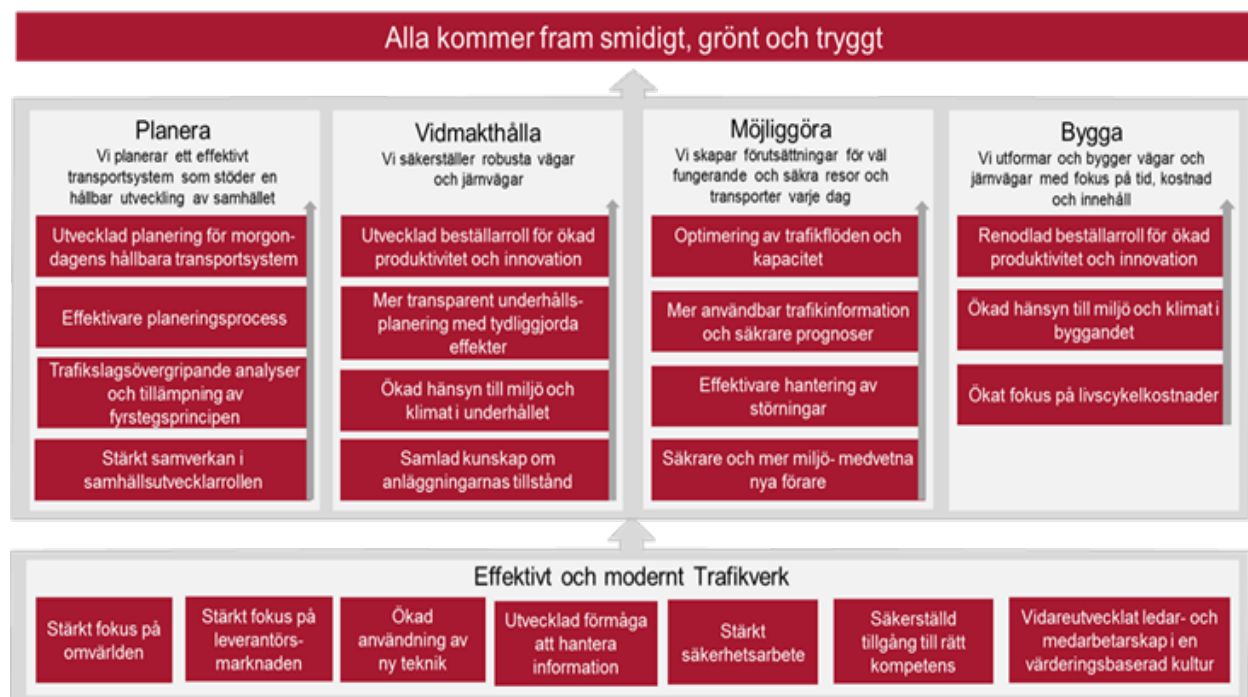 Alla kommer fram smidigt, grönt och tryggt
Planera
Vi planerar ett effektivt
transportsystem som stöder en
hållbar utveckling av samhället
Utvecklad planering för morgon-
dagens hållbara transportsystem
Effektivare planeringsprocess
Trafikslagsövergripande analyser
och tillämpning av
fyrstegsprincipen
Stärkt samverkan i
samhällsutvecklarrollen
Vidmakthålla
Vi säkerställer robusta vägar
och järnvägar
Utvecklad beställarroll för ökad
produktivitet och innovation
Mer transparent underhålls-
planering med tydliggjorda
effekter
Ökad hänsyn till miljö och
klimat i underhållet
Samlad kunskap om
anläggningarnas tillstånd
Möjliggöra
Vi skapar förutsättningar för väl
fungerande och säkra resor och
transporter varje dag
Optimering av trafikflöden och
kapacitet
Mer användbar trafikinformation
och säkrare prognoser
Effektivare hantering av
störningar
Säkrare och mer miljö- medvetna
nya förare
Bygga
Vi utformar och bygger vägar och
järnvägar med fokus på tid, kostnad
och innehåll
Renodlad beställarroll för ökad
produktivitet och innovation
Ökad hänsyn till miljö och klimat i
byggandet
Ökat fokus på livscykelkostnader
Effektivt och modernt Trafikverk
Stärkt fokus på
omvärlden
Stärkt fokus på
leverantörs-
marknaden
Ökad
användning av
ny teknik
Utvecklad förmåga
att hantera
information
Stärkt
säkerhetsarbete
Säkerställd
tillgång till rätt
kompetens
Vidareutvecklat ledar- och
medarbetarskap i en
värderingsbaserad kultur